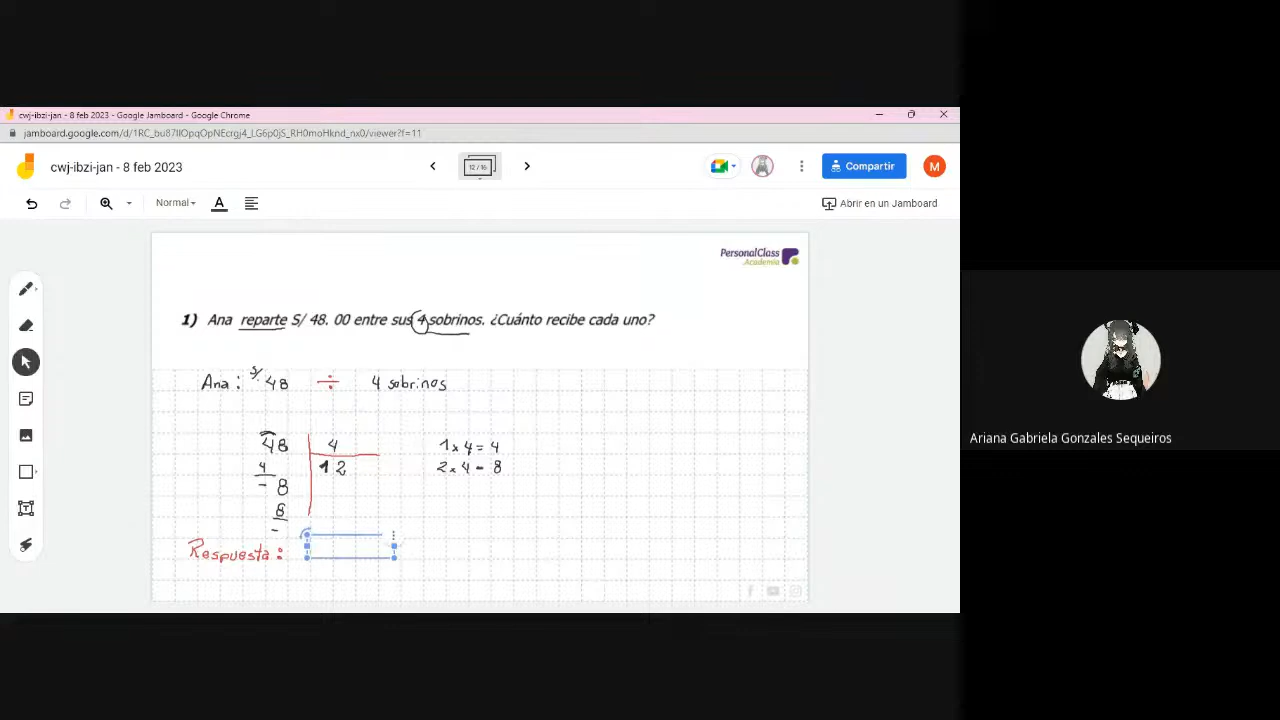 cwj-ibzi-jan - 8 feb 2023 - Google Jamboard - Google Chrome
cwj-ibzi-jan - 8 feb 2023
12 / 16
Compartir
M
Normal
A
Abrir en un Jamboard
PersonalClass
.Academia
1) Ana reparte S/ 48. 00 entre sus 4 sobrinos. ¿Cuánto recibe cada uno?
Ana: S/. 48 ÷ 4 sobrinos
48 4 1 x 4 = 4
4 12 2 x 4 = 8
- 8
8
-
Respuesta:
Ariana Gabriela Gonzales Sequeiros